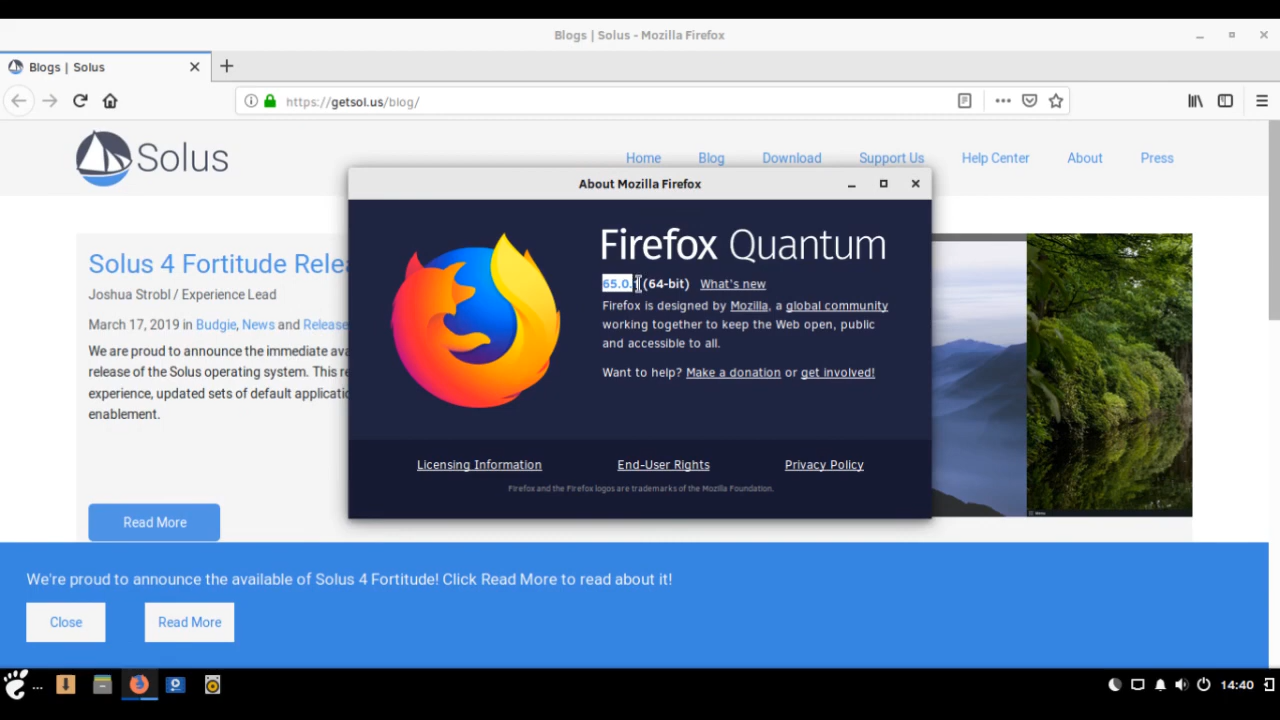 Blogs | Solus - Mozilla Firefox
Blogs | Solus
https://getsol.us/blog/
Solus
Home Blog Download Support Us Help Center About Press
About Mozilla Firefox
Firefox Quantum
65.0. (64-bit) What's new
Firefox is designed by Mozilla, a global community
working together to keep the Web open, public
and accessible to all.
Want to help? Make a donation or get involved!
Licensing Information End-User Rights Privacy Policy
Firefox and the Firefox logos are trademarks of the Mozilla Foundation.
Solus 4 Fortitude Rele
Joshua Strobl / Experience Lead
March 17, 2019 in Budgie, News and Release
We are proud to announce the immediate ava
release of the Solus operating system. This re
experience, updated sets of default applicatio
enablement.
Read More
We're proud to announce the available of Solus 4 Fortitude! Click Read More to read about it!
Close Read More
... 14:40